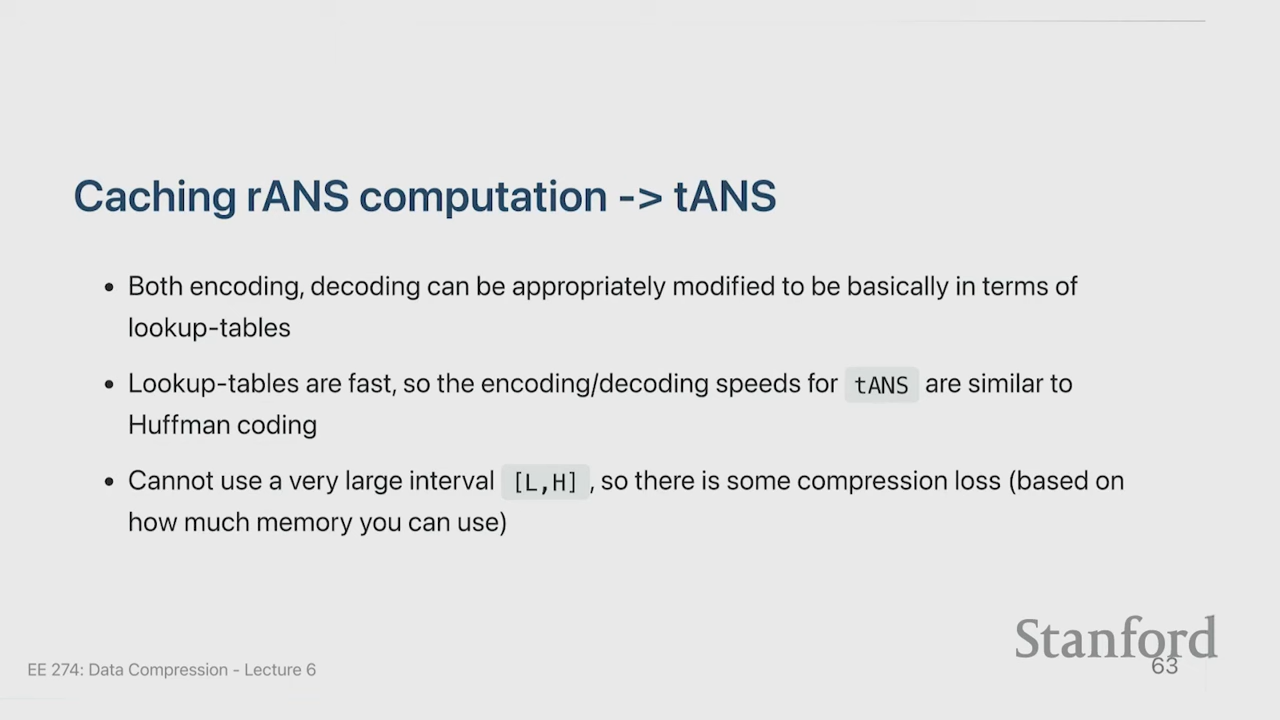 Caching rANS computation -> tANS
• Both encoding, decoding can be appropriately modified to be basically in terms of
lookup-tables
• Lookup-tables are fast, so the encoding/decoding speeds for tANS are similar to
Huffman coding
• Cannot use a very large interval [L,H], so there is some compression loss (based on
how much memory you can use)
Stanford
EE 274: Data Compression - Lecture 6
63